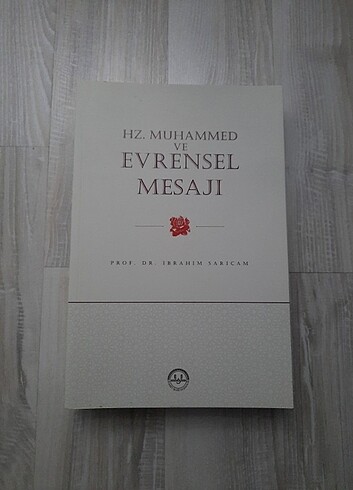 HZ. MUHAMMED
VE
EVRENSEL
MESAJI
PROF. DR. İBRAHİM SARIÇAM